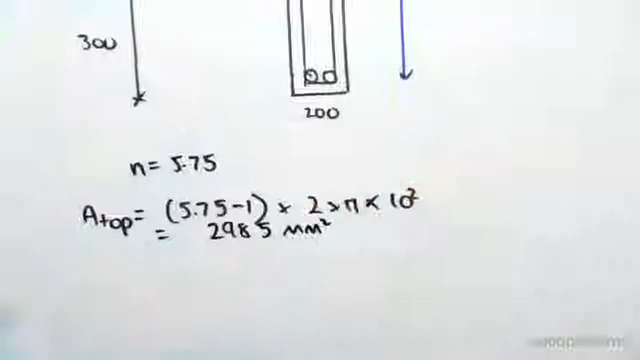 300
200
n = 5.75
Atop = (5.75-1) × 2 × π × 10²
= 2985 mm²